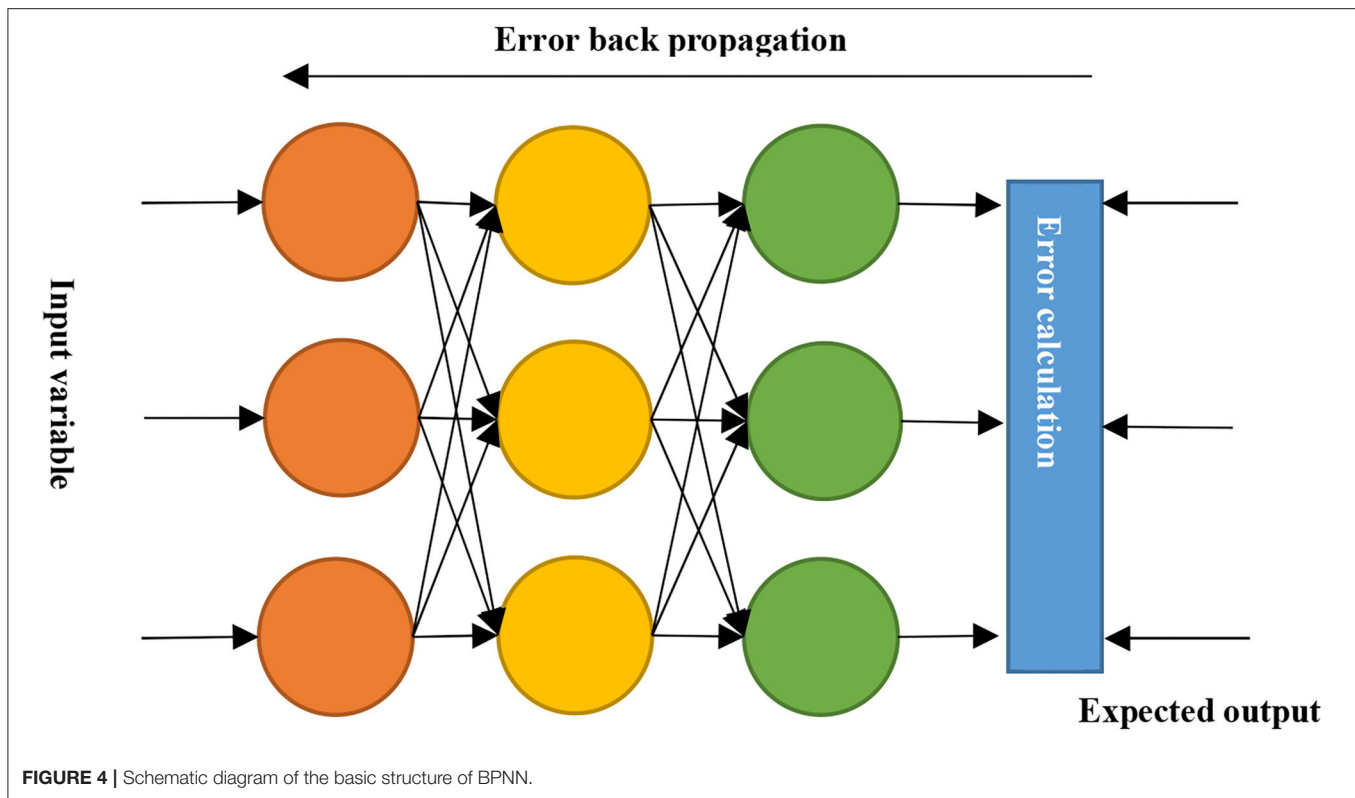 Error back propagation
Input variable
Error calculation
Expected output
FIGURE 4 | Schematic diagram of the basic structure of BPNN.